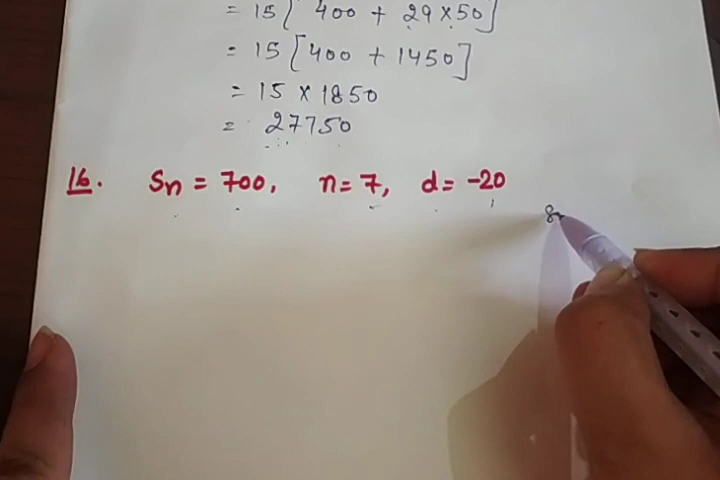 = 15 [ 400 + 29 × 50 ]
= 15 [ 400 + 1450 ]
= 15 × 1850
= 27750
16. Sn = 700, n = 7, d = -20